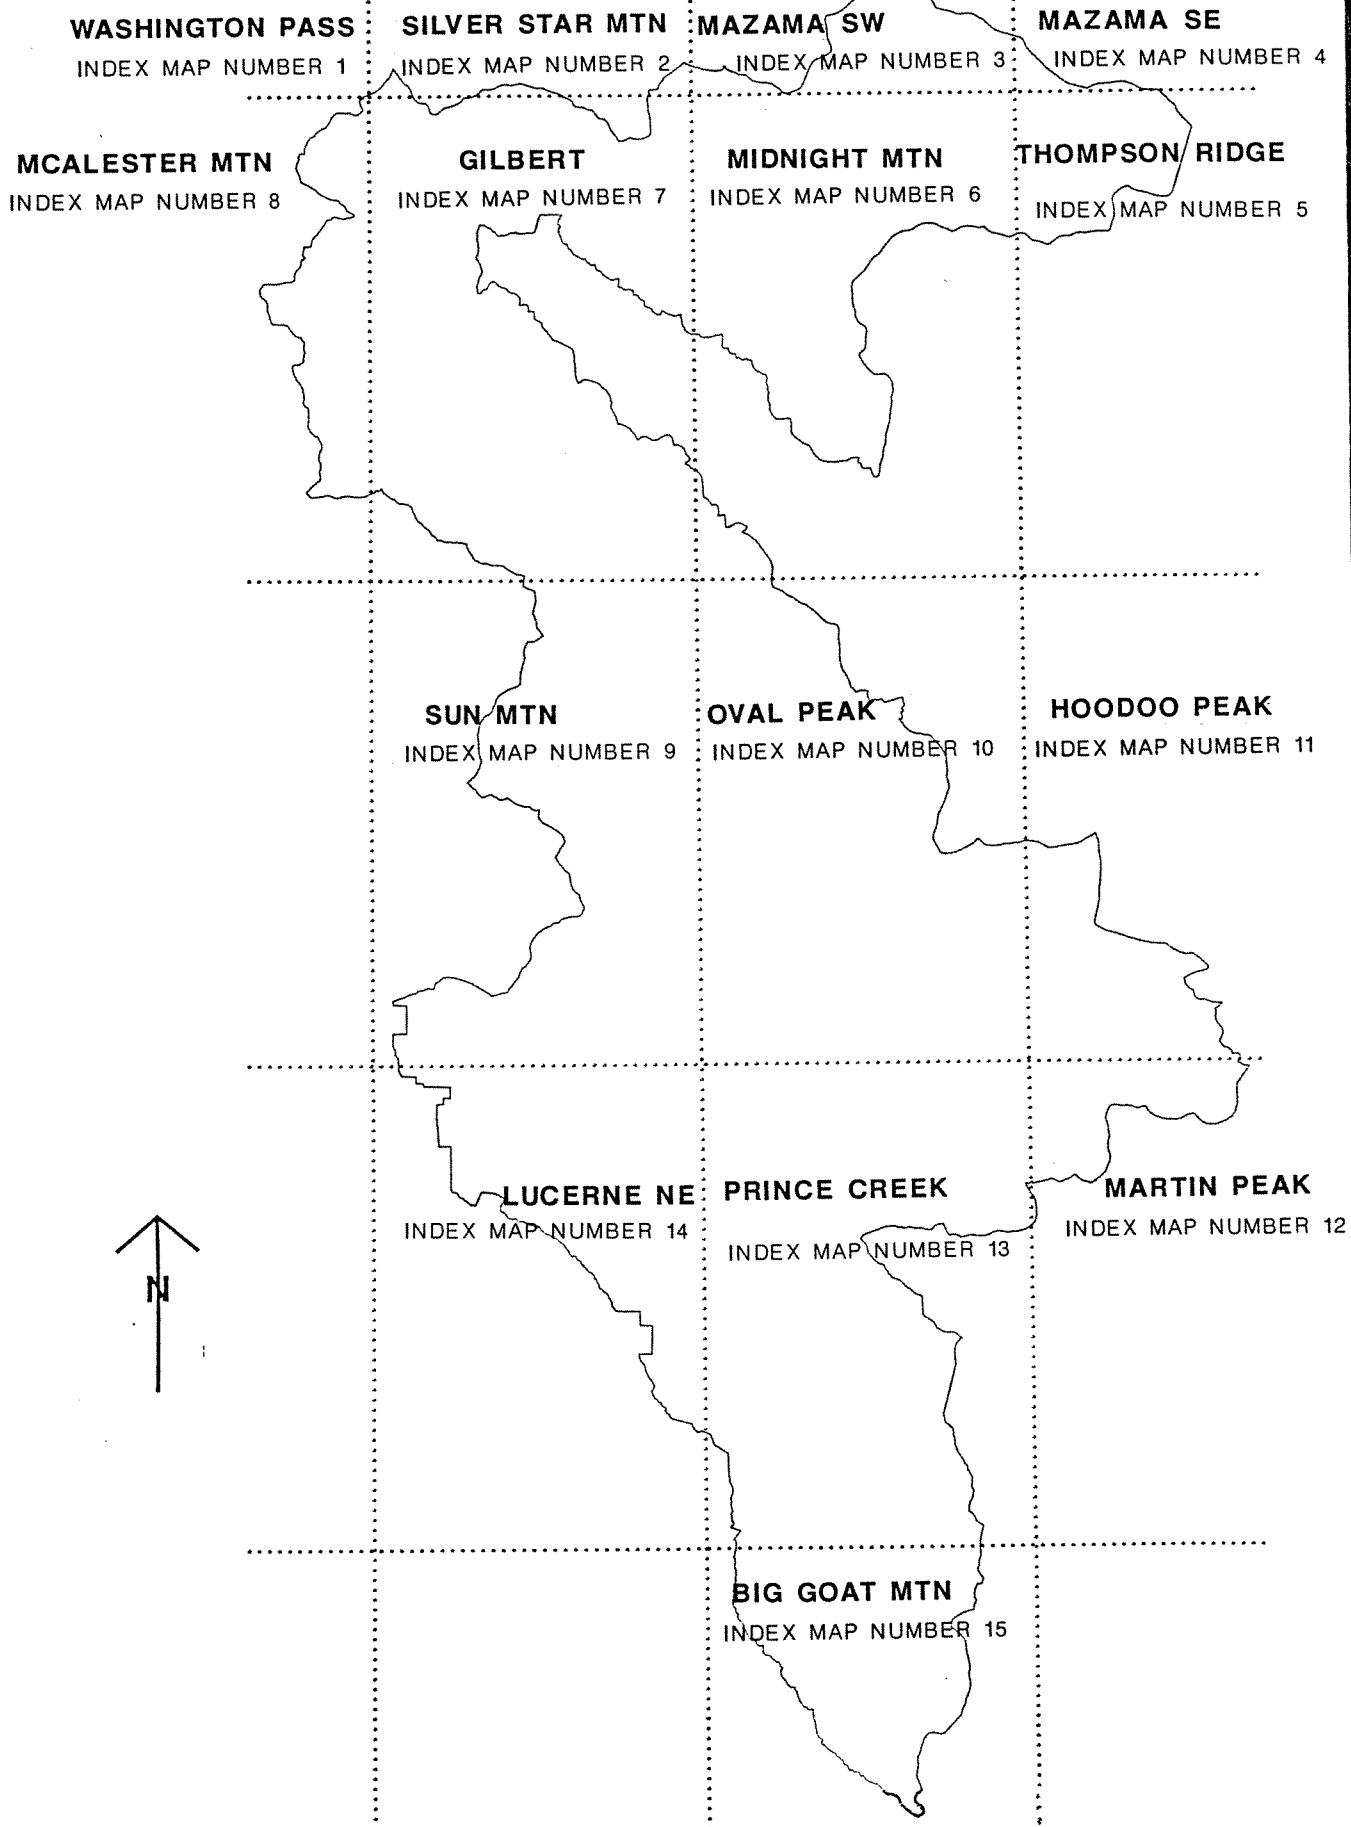 WASHINGTON PASS
INDEX MAP NUMBER 1
SILVER STAR MTN
INDEX MAP NUMBER 2
MAZAMA SW
INDEX MAP NUMBER 3
MAZAMA SE
INDEX MAP NUMBER 4
MCALESTER MTN
INDEX MAP NUMBER 8
GILBERT
INDEX MAP NUMBER 7
MIDNIGHT MTN
INDEX MAP NUMBER 6
THOMPSON RIDGE
INDEX MAP NUMBER 5
SUN MTN
INDEX MAP NUMBER 9
OVAL PEAK
INDEX MAP NUMBER 10
HOODOO PEAK
INDEX MAP NUMBER 11
LUCERNE NE
INDEX MAP NUMBER 14
PRINCE CREEK
INDEX MAP NUMBER 13
MARTIN PEAK
INDEX MAP NUMBER 12
N
BIG GOAT MTN
INDEX MAP NUMBER 15